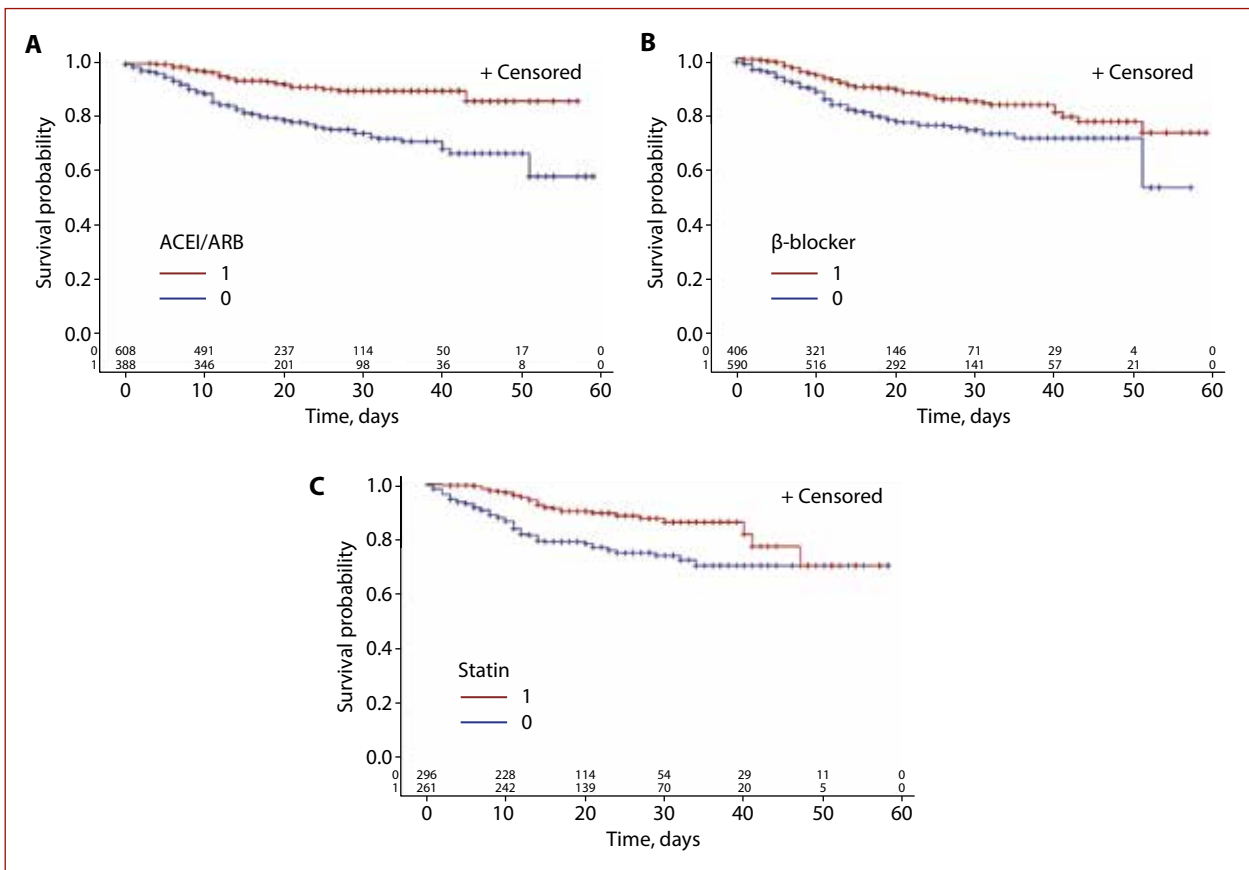 A
1.0
0.8
0.6
0.4
0.2
0.0
Survival probability
+ Censored
ACEI/ARB
1
0
0 608 491 237 114 50 17 0
1 388 346 201 98 36 8 0
0 10 20 30 40 50 60
Time, days
B
1.0
0.8
0.6
0.4
0.2
0.0
Survival probability
+ Censored
β-blocker
1
0
0 406 321 146 71 29 4 0
1 590 516 292 141 57 21 0
0 10 20 30 40 50 60
Time, days
C
1.0
0.8
0.6
0.4
0.2
0.0
Survival probability
+ Censored
Statin
1
0
0 296 228 114 54 29 11 0
1 261 242 139 70 20 5 0
0 10 20 30 40 50 60
Time, days